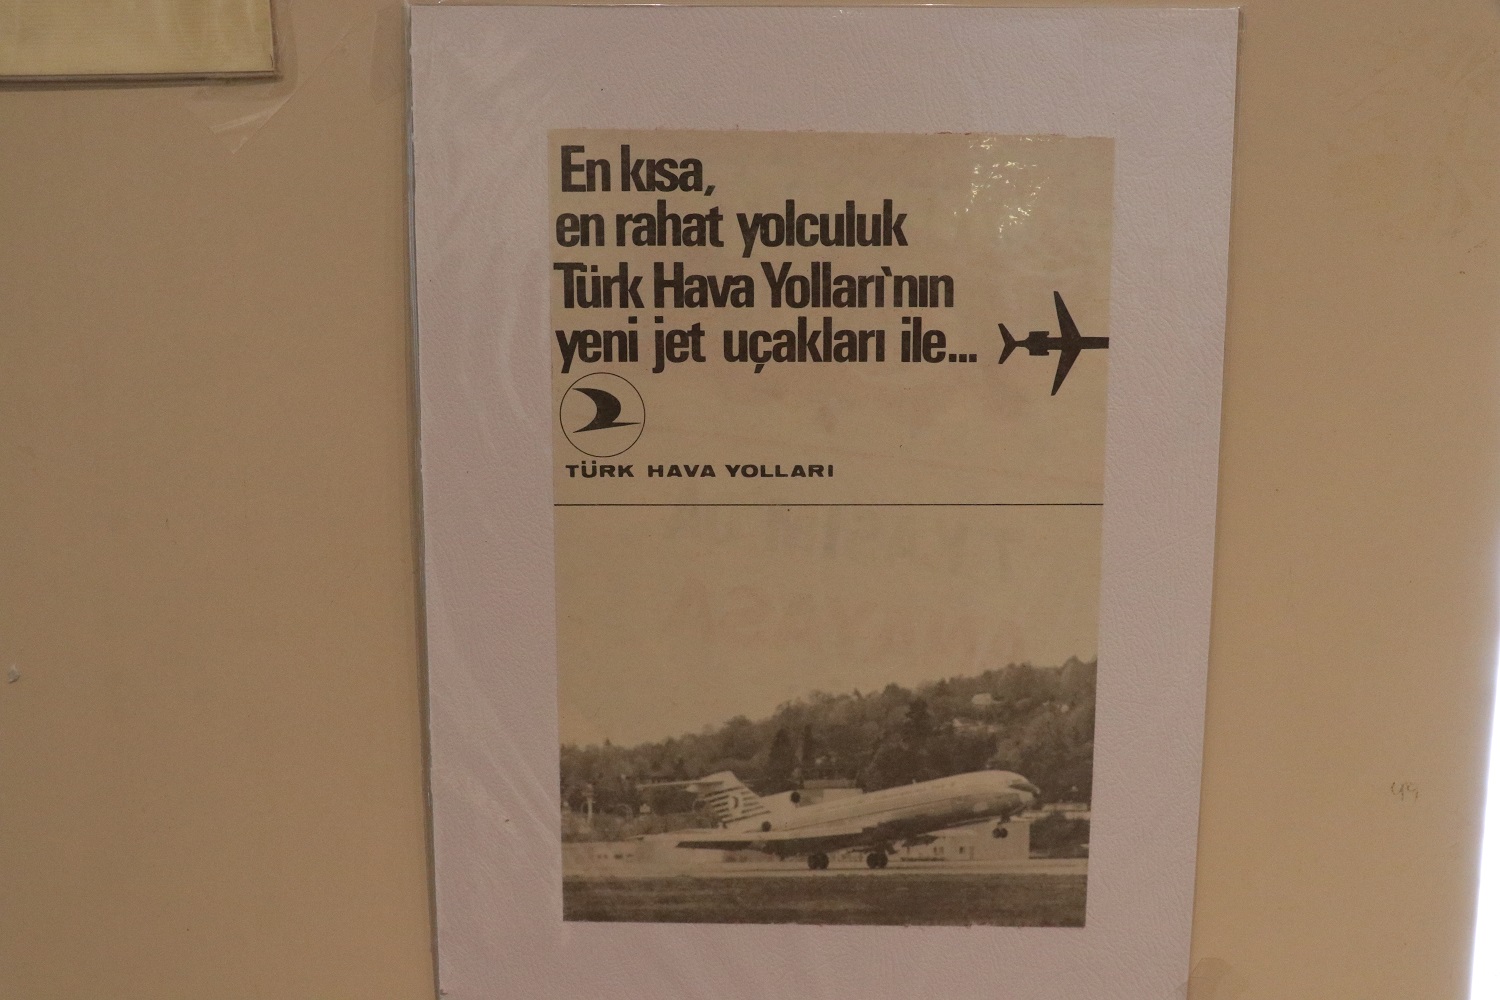 En kısa,
en rahat yolculuk
Türk Hava Yolları'nın
yeni jet uçakları ile...
TÜRK HAVA YOLLARI